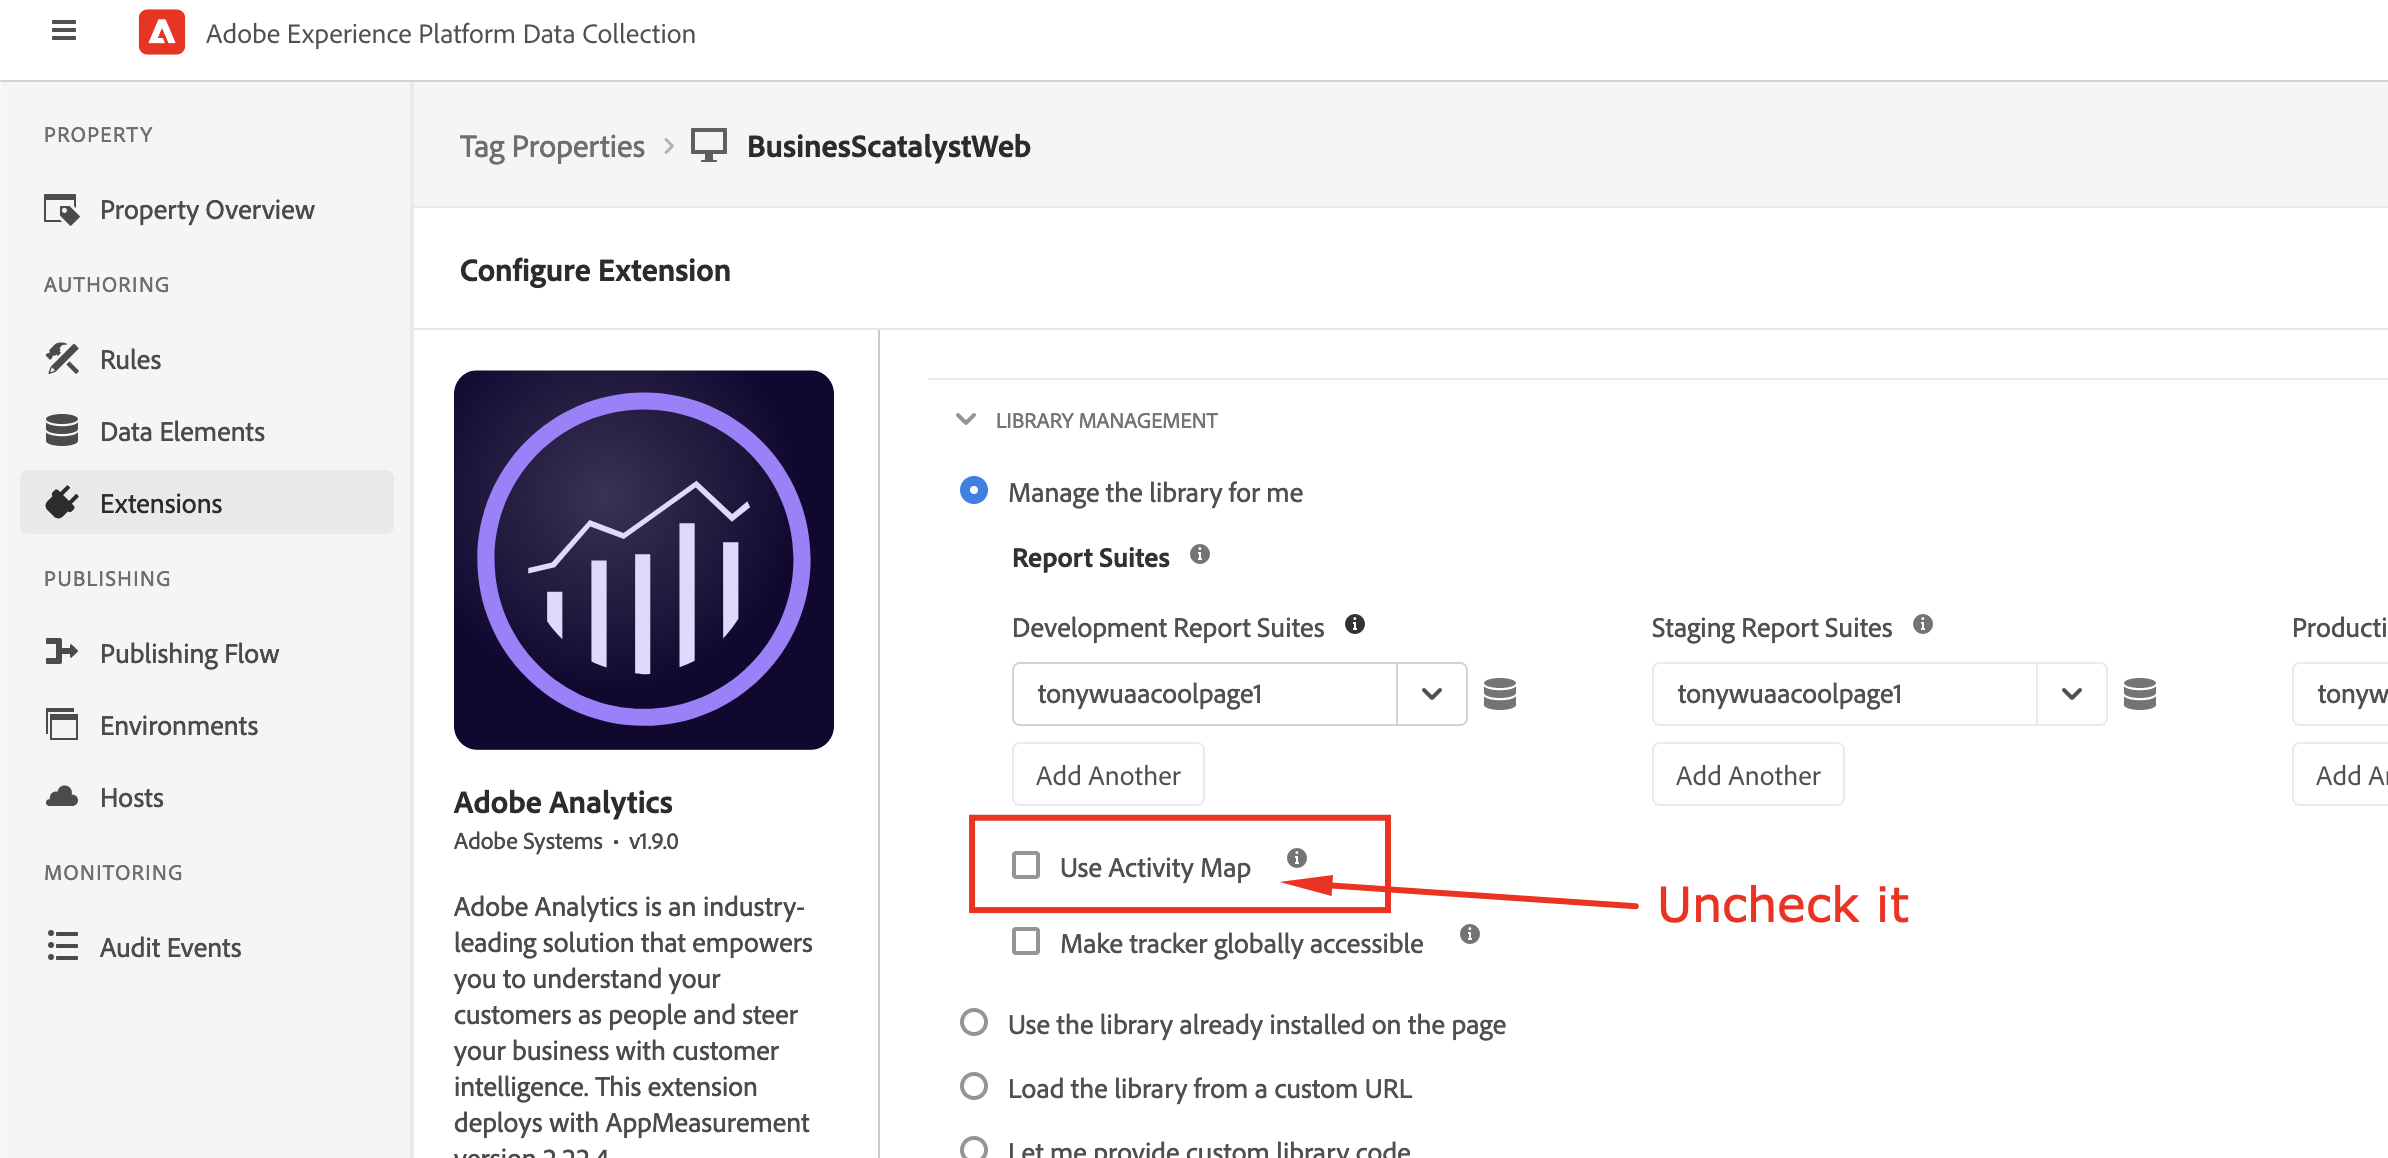 Adobe Experience Platform Data Collection
PROPERTY
Property Overview
AUTHORING
Rules
Data Elements
Extensions
PUBLISHING
Publishing Flow
Environments
Hosts
MONITORING
Audit Events
Tag Properties > BusinesScatalystWeb
Configure Extension
Adobe Analytics
Adobe Systems • v1.9.0
Adobe Analytics is an industry-
leading solution that empowers
you to understand your
customers as people and steer
your business with customer
intelligence. This extension
deploys with AppMeasurement
version 2.22.4
LIBRARY MANAGEMENT
Manage the library for me
Report Suites
Development Report Suites
Staging Report Suites
Producti
tonywuaacoolpage1
tonywuaacoolpage1
tonyw
Add Another
Add Another
Add A
Use Activity Map
Uncheck it
Make tracker globally accessible
Use the library already installed on the page
Load the library from a custom URL
Let me provide custom library code